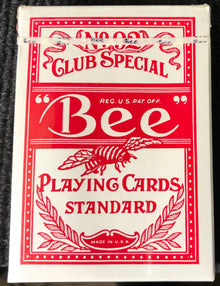 No. 92
CLUB SPECIAL
REG. U.S. PAT. OFF.
"Bee"
PLAYING CARDS
STANDARD
MADE IN U.S.A.